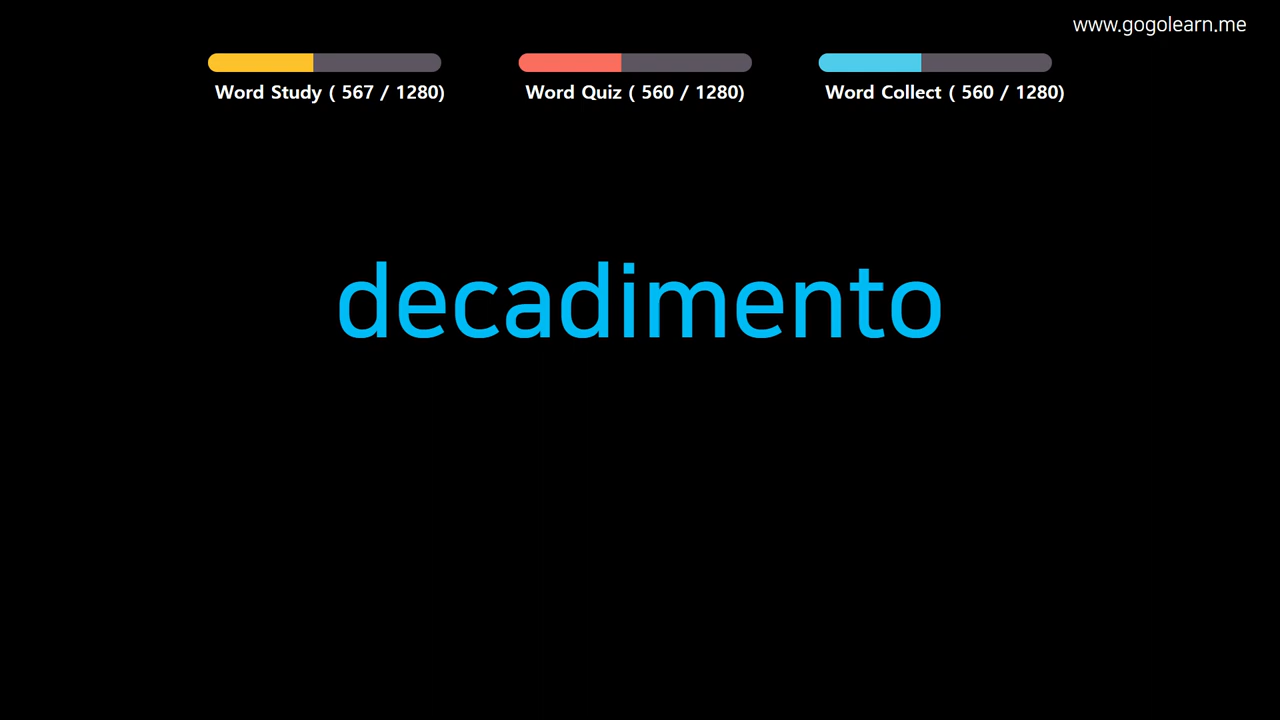 www.gogolearn.me
Word Study ( 567 / 1280)
Word Quiz ( 560 / 1280)
Word Collect ( 560 / 1280)
decadimento